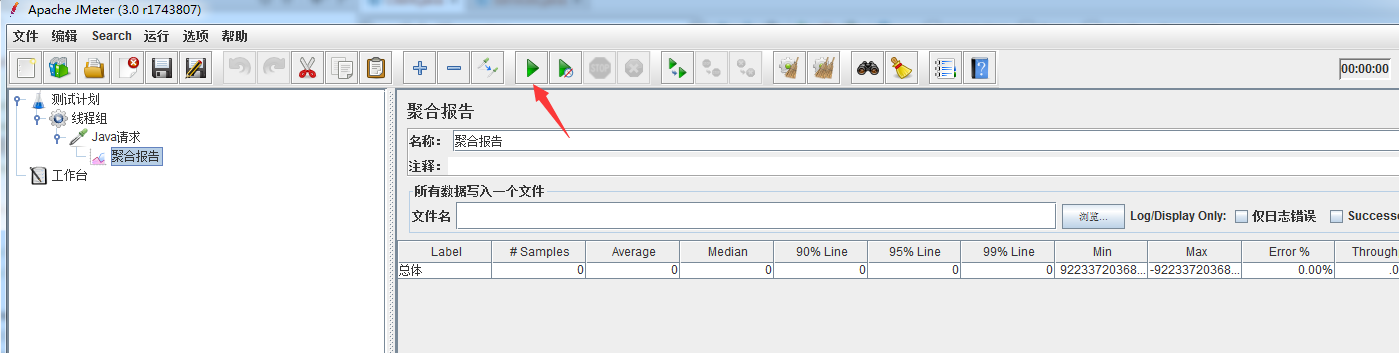 Apache JMeter (3.0 r1743807)
文件 编辑 Search 运行 选项 帮助
STOP
00:00:00
测试计划
线程组
Java请求
聚合报告
工作台
聚合报告
名称： 聚合报告
注释：
所有数据写入一个文件
文件名 浏览... Log/Display Only: 仅日志错误 Successe
Label # Samples Average Median 90% Line 95% Line 99% Line Min Max Error % Through
总体 0 0 0 0 0 0 92233720368... -92233720368... 0.00% .0